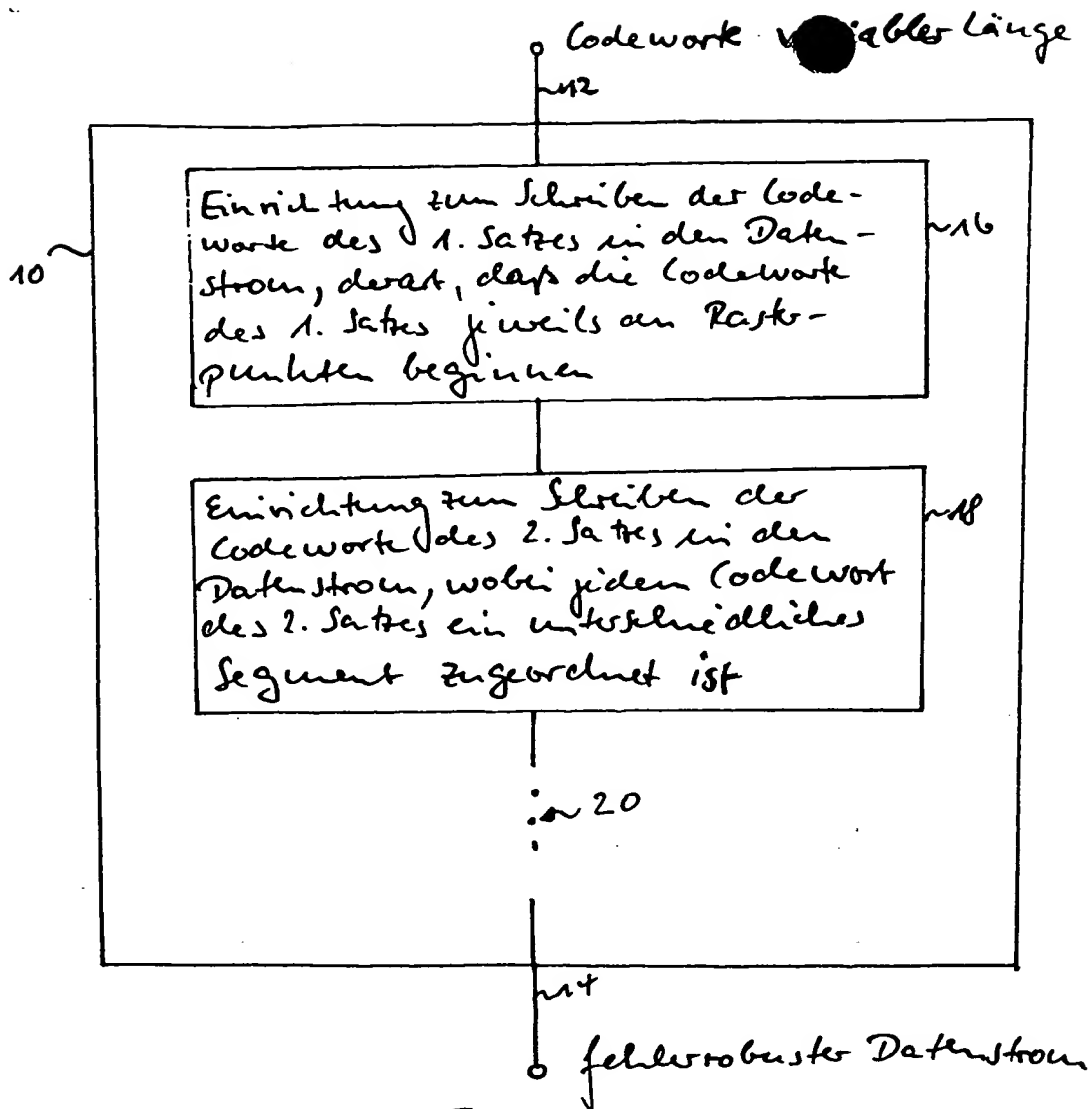 Codeworte variabler Länge
12
Einrichtung zum Schreiben der Code-
worte des 1. Satzes in den Daten-
strom, derart, daß die Codeworte
des 1. Satzes jeweils an Raster-
punkten beginnen
16
10
Einrichtung zum Schreiben der
Codeworte des 2. Satzes in den
Datenstrom, wobei jedem Codewort
des 2. Satzes ein unterschiedliches
Segment zugeordnet ist
18
20
14
fehlerrobuster Datenstrom